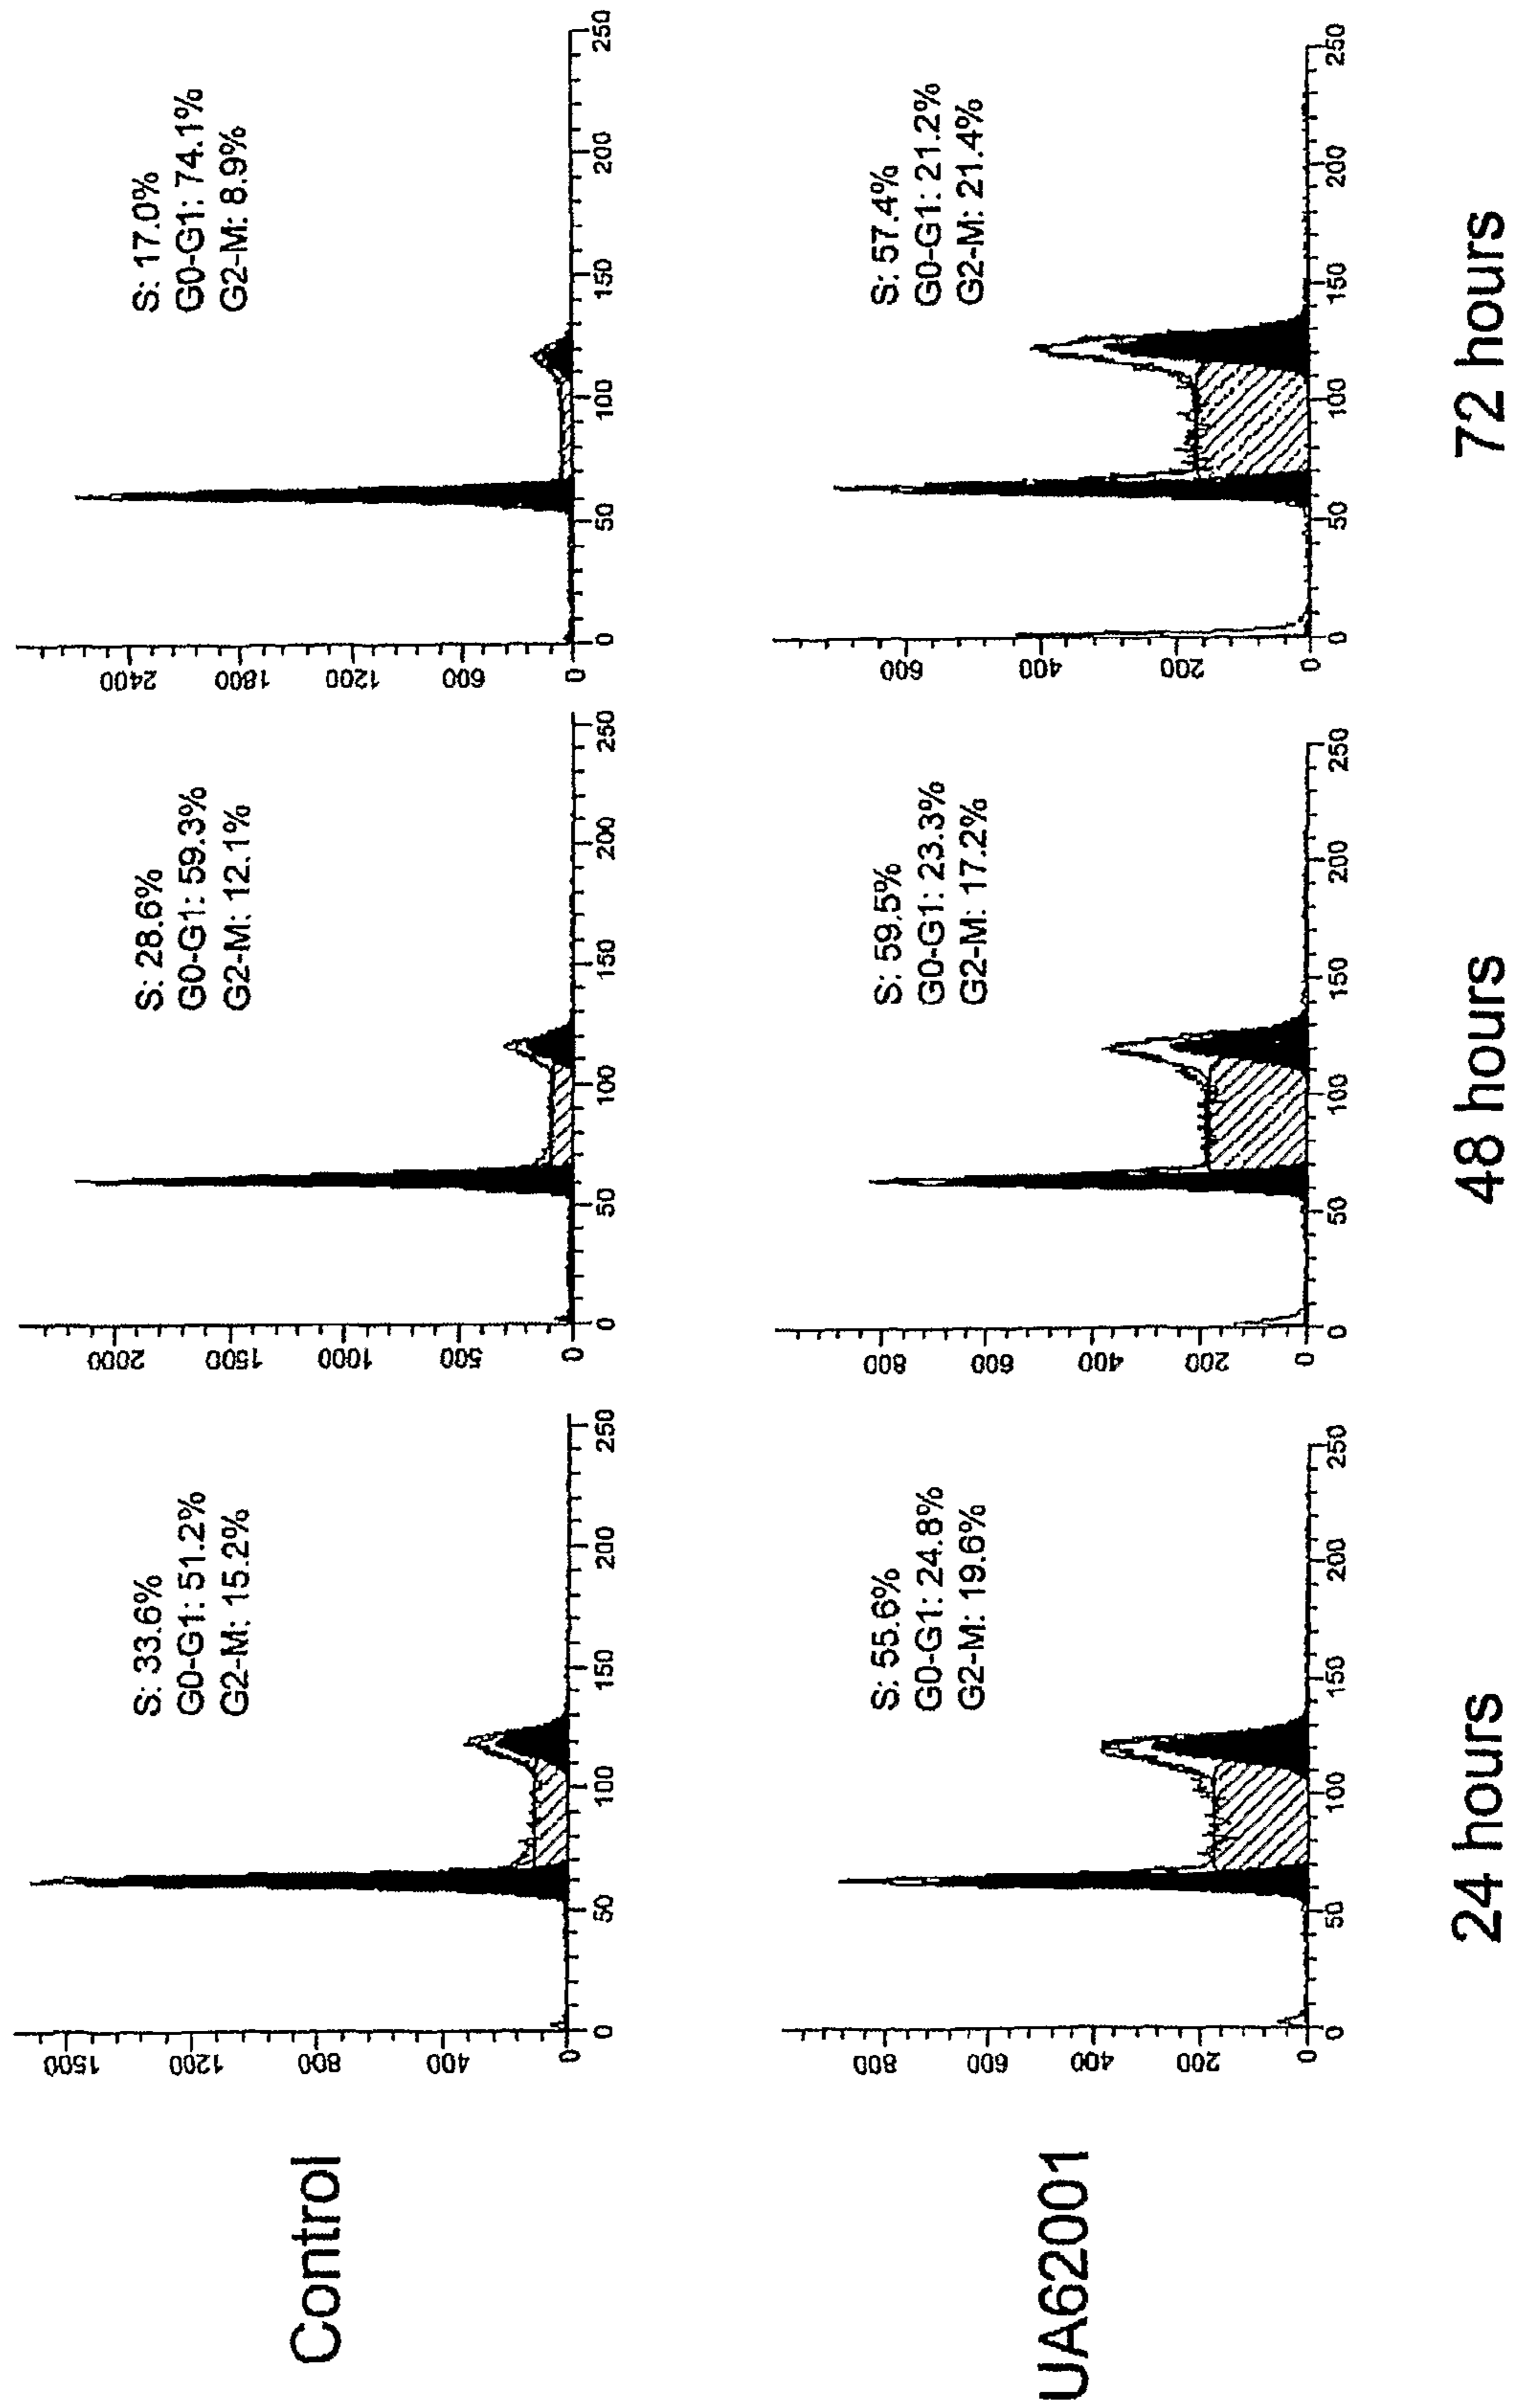 Control
S: 33.6%
G0-G1: 51.2%
G2-M: 15.2%
1500
1200
800
400
0
0
50
100
150
200
250
S: 28.6%
G0-G1: 59.3%
G2-M: 12.1%
2000
1500
1000
500
0
0
50
100
150
200
250
S: 17.0%
G0-G1: 74.1%
G2-M: 8.9%
2400
1800
1200
600
0
0
50
100
150
200
250
UA62001
S: 55.6%
G0-G1: 24.8%
G2-M: 19.6%
800
600
400
200
0
0
50
100
150
200
250
S: 59.5%
G0-G1: 23.3%
G2-M: 17.2%
800
600
400
200
0
0
50
100
150
200
250
S: 57.4%
G0-G1: 21.2%
G2-M: 21.4%
600
400
200
0
0
50
100
150
200
250
24 hours
48 hours
72 hours